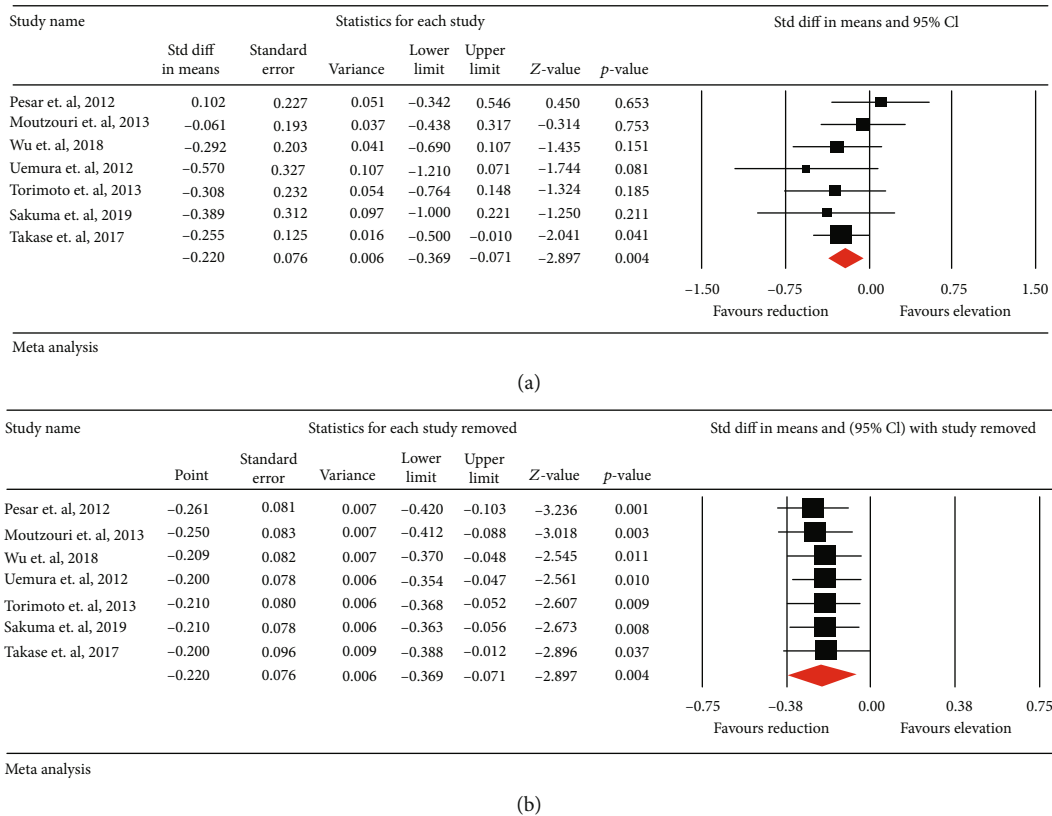 Study name Statistics for each study Std diff in means and 95% Cl
Std diff in means Standard error Variance Lower limit Upper limit Z-value p-value
Pesar et. al, 2012 0.102 0.227 0.051 –0.342 0.546 0.450 0.653
Moutzouri et. al, 2013 –0.061 0.193 0.037 –0.438 0.317 –0.314 0.753
Wu et. al, 2018 –0.292 0.203 0.041 –0.690 0.107 –1.435 0.151
Uemura et. al, 2012 –0.570 0.327 0.107 –1.210 0.071 –1.744 0.081
Torimoto et. al, 2013 –0.308 0.232 0.054 –0.764 0.148 –1.324 0.185
Sakuma et. al, 2019 –0.389 0.312 0.097 –1.000 0.221 –1.250 0.211
Takase et. al, 2017 –0.255 0.125 0.016 –0.500 –0.010 –2.041 0.041
–0.220 0.076 0.006 –0.369 –0.071 –2.897 0.004
–1.50 –0.75 0.00 0.75 1.50
Favours reduction Favours elevation
Meta analysis
(a)
Study name Statistics for each study removed Std diff in means and (95% Cl) with study removed
Point Standard error Variance Lower limit Upper limit Z-value p-value
Pesar et. al, 2012 –0.261 0.081 0.007 –0.420 –0.103 –3.236 0.001
Moutzouri et. al, 2013 –0.250 0.083 0.007 –0.412 –0.088 –3.018 0.003
Wu et. al, 2018 –0.209 0.082 0.007 –0.370 –0.048 –2.545 0.011
Uemura et. al, 2012 –0.200 0.078 0.006 –0.354 –0.047 –2.561 0.010
Torimoto et. al, 2013 –0.210 0.080 0.006 –0.368 –0.052 –2.607 0.009
Sakuma et. al, 2019 –0.210 0.078 0.006 –0.363 –0.056 –2.673 0.008
Takase et. al, 2017 –0.200 0.096 0.009 –0.388 –0.012 –2.896 0.037
–0.220 0.076 0.006 –0.369 –0.071 –2.897 0.004
–0.75 –0.38 0.00 0.38 0.75
Favours reduction Favours elevation
Meta analysis
(b)